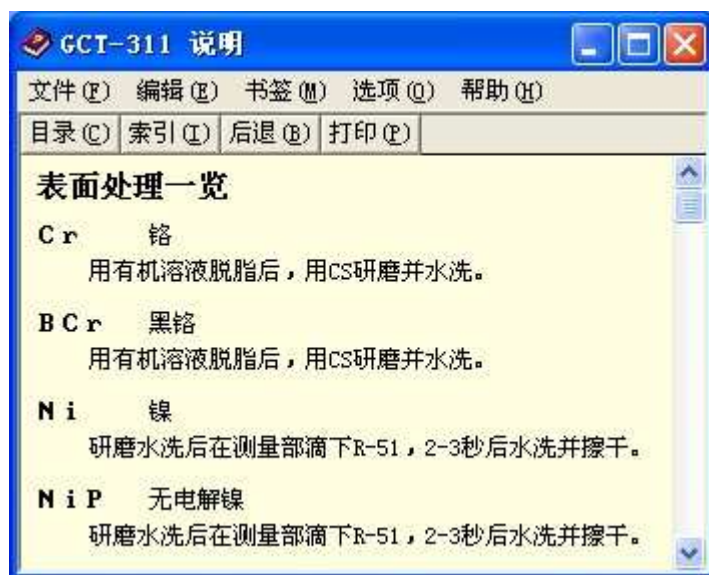 GCT-311 说明
文件(F) 编辑(E) 书签(M) 选项(O) 帮助(H)
目录(C) 索引(I) 后退(B) 打印(P)
表面处理一览
Cr 铬
用有机溶液脱脂后，用CS研磨并水洗。
BCr 黑铬
用有机溶液脱脂后，用CS研磨并水洗。
Ni 镍
研磨水洗后在测量部滴下R-51，2-3秒后水洗并擦干。
NiP 无电解镍
研磨水洗后在测量部滴下R-51，2-3秒后水洗并擦干。